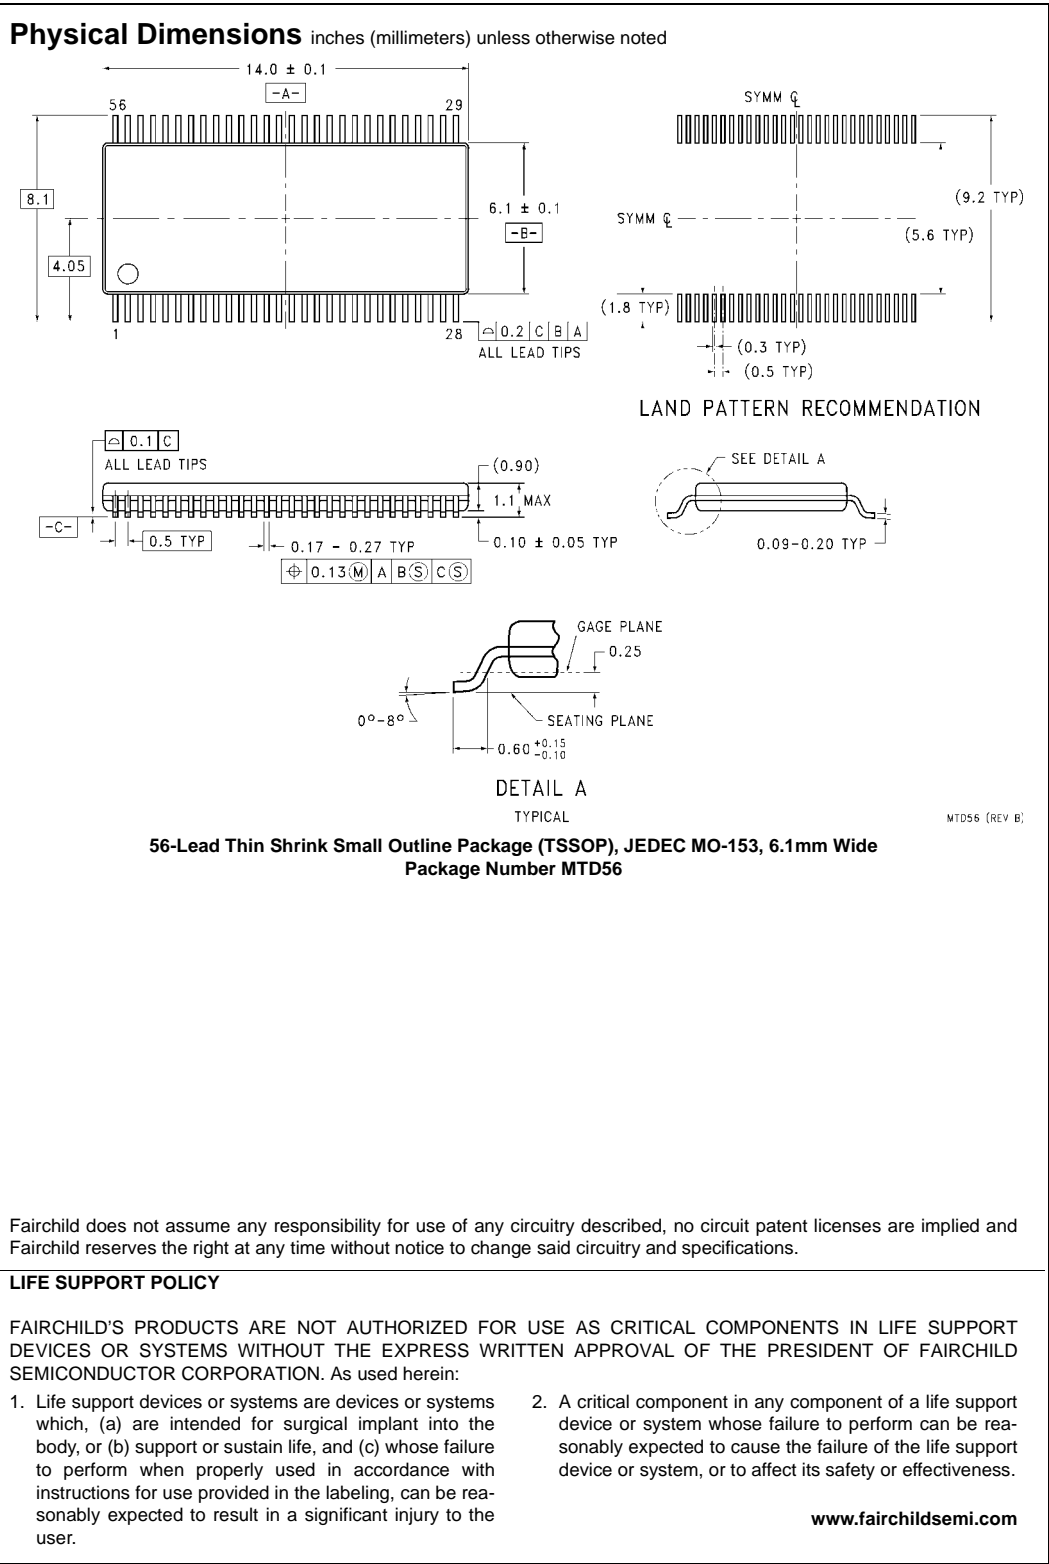 Physical Dimensions inches (millimeters) unless otherwise noted
14.0 ± 0.1
-A-
56
29
8.1
4.05
6.1 ± 0.1
-B-
1
28
⌓ 0.2 C B A
ALL LEAD TIPS
SYMM ℄
SYMM ℄
(9.2 TYP)
(5.6 TYP)
(1.8 TYP)
(0.3 TYP)
(0.5 TYP)
LAND PATTERN RECOMMENDATION
⌓ 0.1 C
ALL LEAD TIPS
(0.90)
1.1 MAX
-C-
0.5 TYP
0.17 - 0.27 TYP
0.10 ± 0.05 TYP
⌖ 0.13 Ⓜ A B Ⓢ C Ⓢ
SEE DETAIL A
0.09-0.20 TYP
GAGE PLANE
0.25
0°-8°
SEATING PLANE
0.60 +0.15 -0.10
DETAIL A
TYPICAL
MTD56 (REV B)
56-Lead Thin Shrink Small Outline Package (TSSOP), JEDEC MO-153, 6.1mm Wide
Package Number MTD56
Fairchild does not assume any responsibility for use of any circuitry described, no circuit patent licenses are implied and
Fairchild reserves the right at any time without notice to change said circuitry and specifications.
LIFE SUPPORT POLICY
FAIRCHILD'S PRODUCTS ARE NOT AUTHORIZED FOR USE AS CRITICAL COMPONENTS IN LIFE SUPPORT
DEVICES OR SYSTEMS WITHOUT THE EXPRESS WRITTEN APPROVAL OF THE PRESIDENT OF FAIRCHILD
SEMICONDUCTOR CORPORATION. As used herein:
1. Life support devices or systems are devices or systems
which, (a) are intended for surgical implant into the
body, or (b) support or sustain life, and (c) whose failure
to perform when properly used in accordance with
instructions for use provided in the labeling, can be rea-
sonably expected to result in a significant injury to the
user.
2. A critical component in any component of a life support
device or system whose failure to perform can be rea-
sonably expected to cause the failure of the life support
device or system, or to affect its safety or effectiveness.
www.fairchildsemi.com